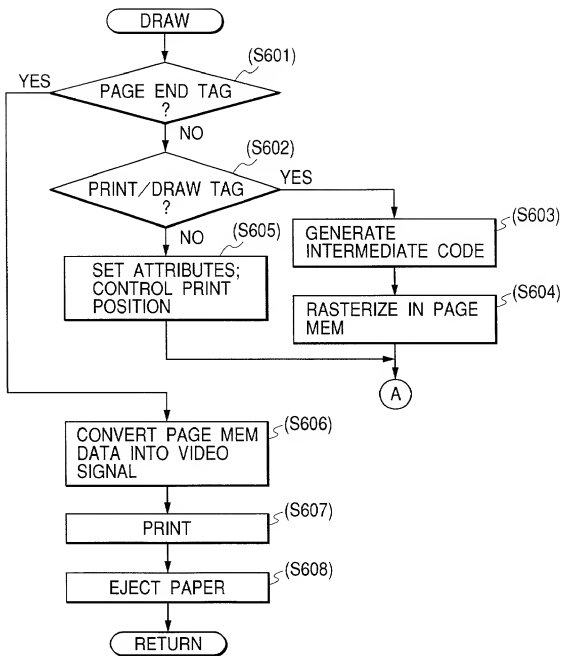 DRAW
(S601)
YES
PAGE END TAG
?
NO
(S602)
PRINT/DRAW TAG
?
YES
NO
(S603)
GENERATE
INTERMEDIATE CODE
(S605)
SET ATTRIBUTES;
CONTROL PRINT
POSITION
(S604)
RASTERIZE IN PAGE
MEM
A
(S606)
CONVERT PAGE MEM
DATA INTO VIDEO
SIGNAL
(S607)
PRINT
(S608)
EJECT PAPER
RETURN